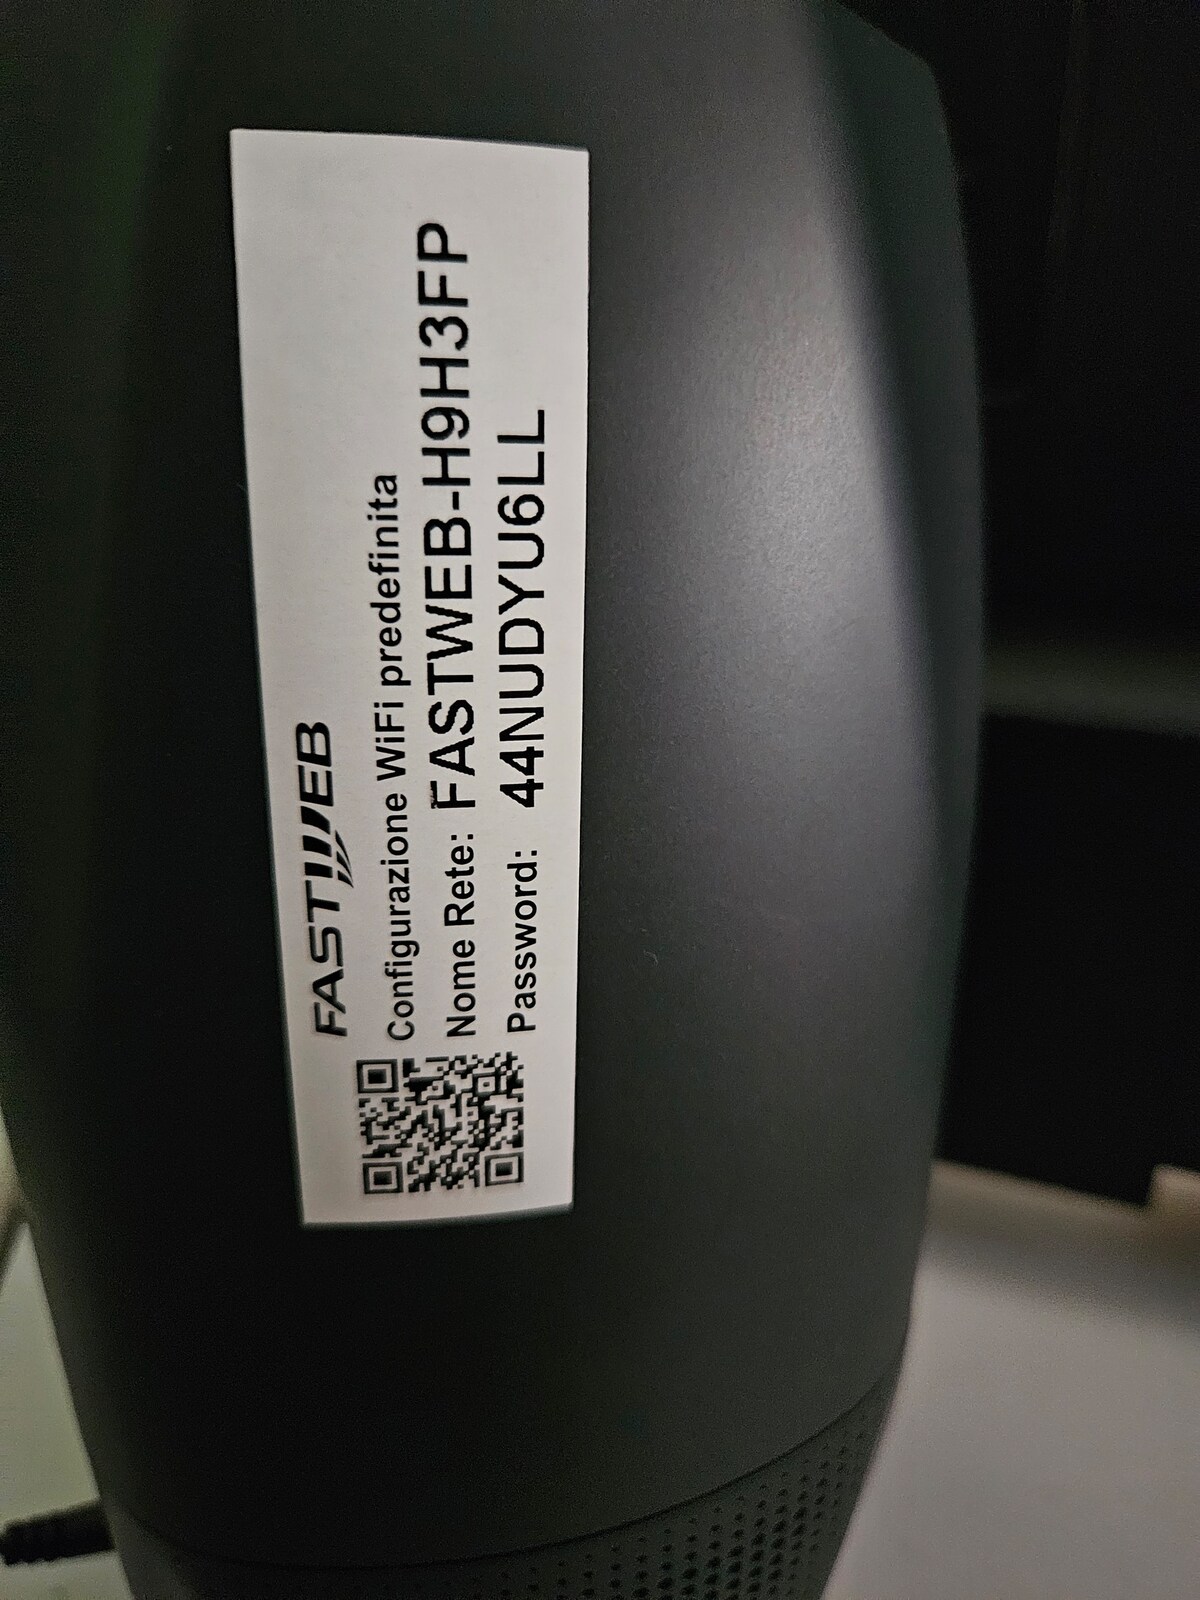 FASTWEB
Configurazione WiFi predefinita
Nome Rete: FASTWEB-H9H3FP
Password: 44NUDYU6LL